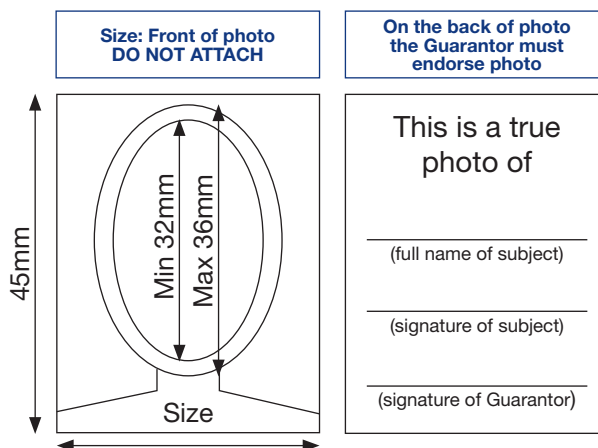 Size: Front of photo
DO NOT ATTACH
On the back of photo
the Guarantor must
endorse photo
45mm
Min 32mm
Max 36mm
Size
This is a true
photo of
(full name of subject)
(signature of subject)
(signature of Guarantor)